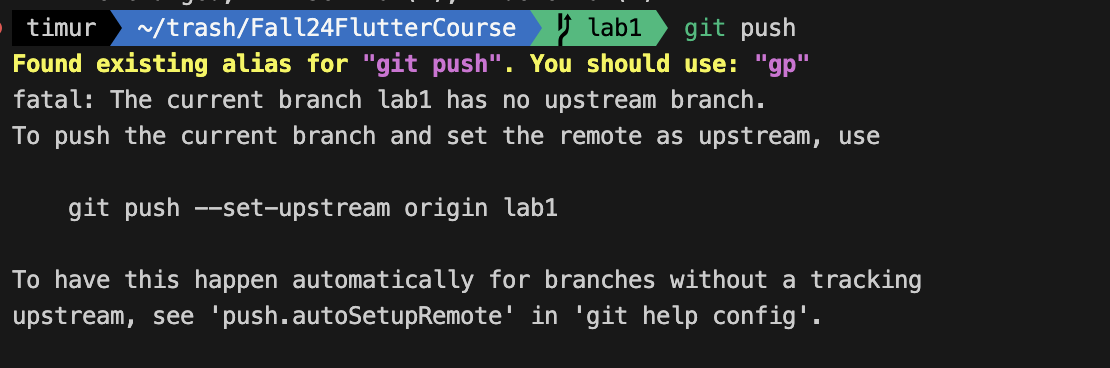 timur ~/trash/Fall24FlutterCourse lab1 git push
Found existing alias for "git push". You should use: "gp"
fatal: The current branch lab1 has no upstream branch.
To push the current branch and set the remote as upstream, use
git push --set-upstream origin lab1
To have this happen automatically for branches without a tracking
upstream, see 'push.autoSetupRemote' in 'git help config'.